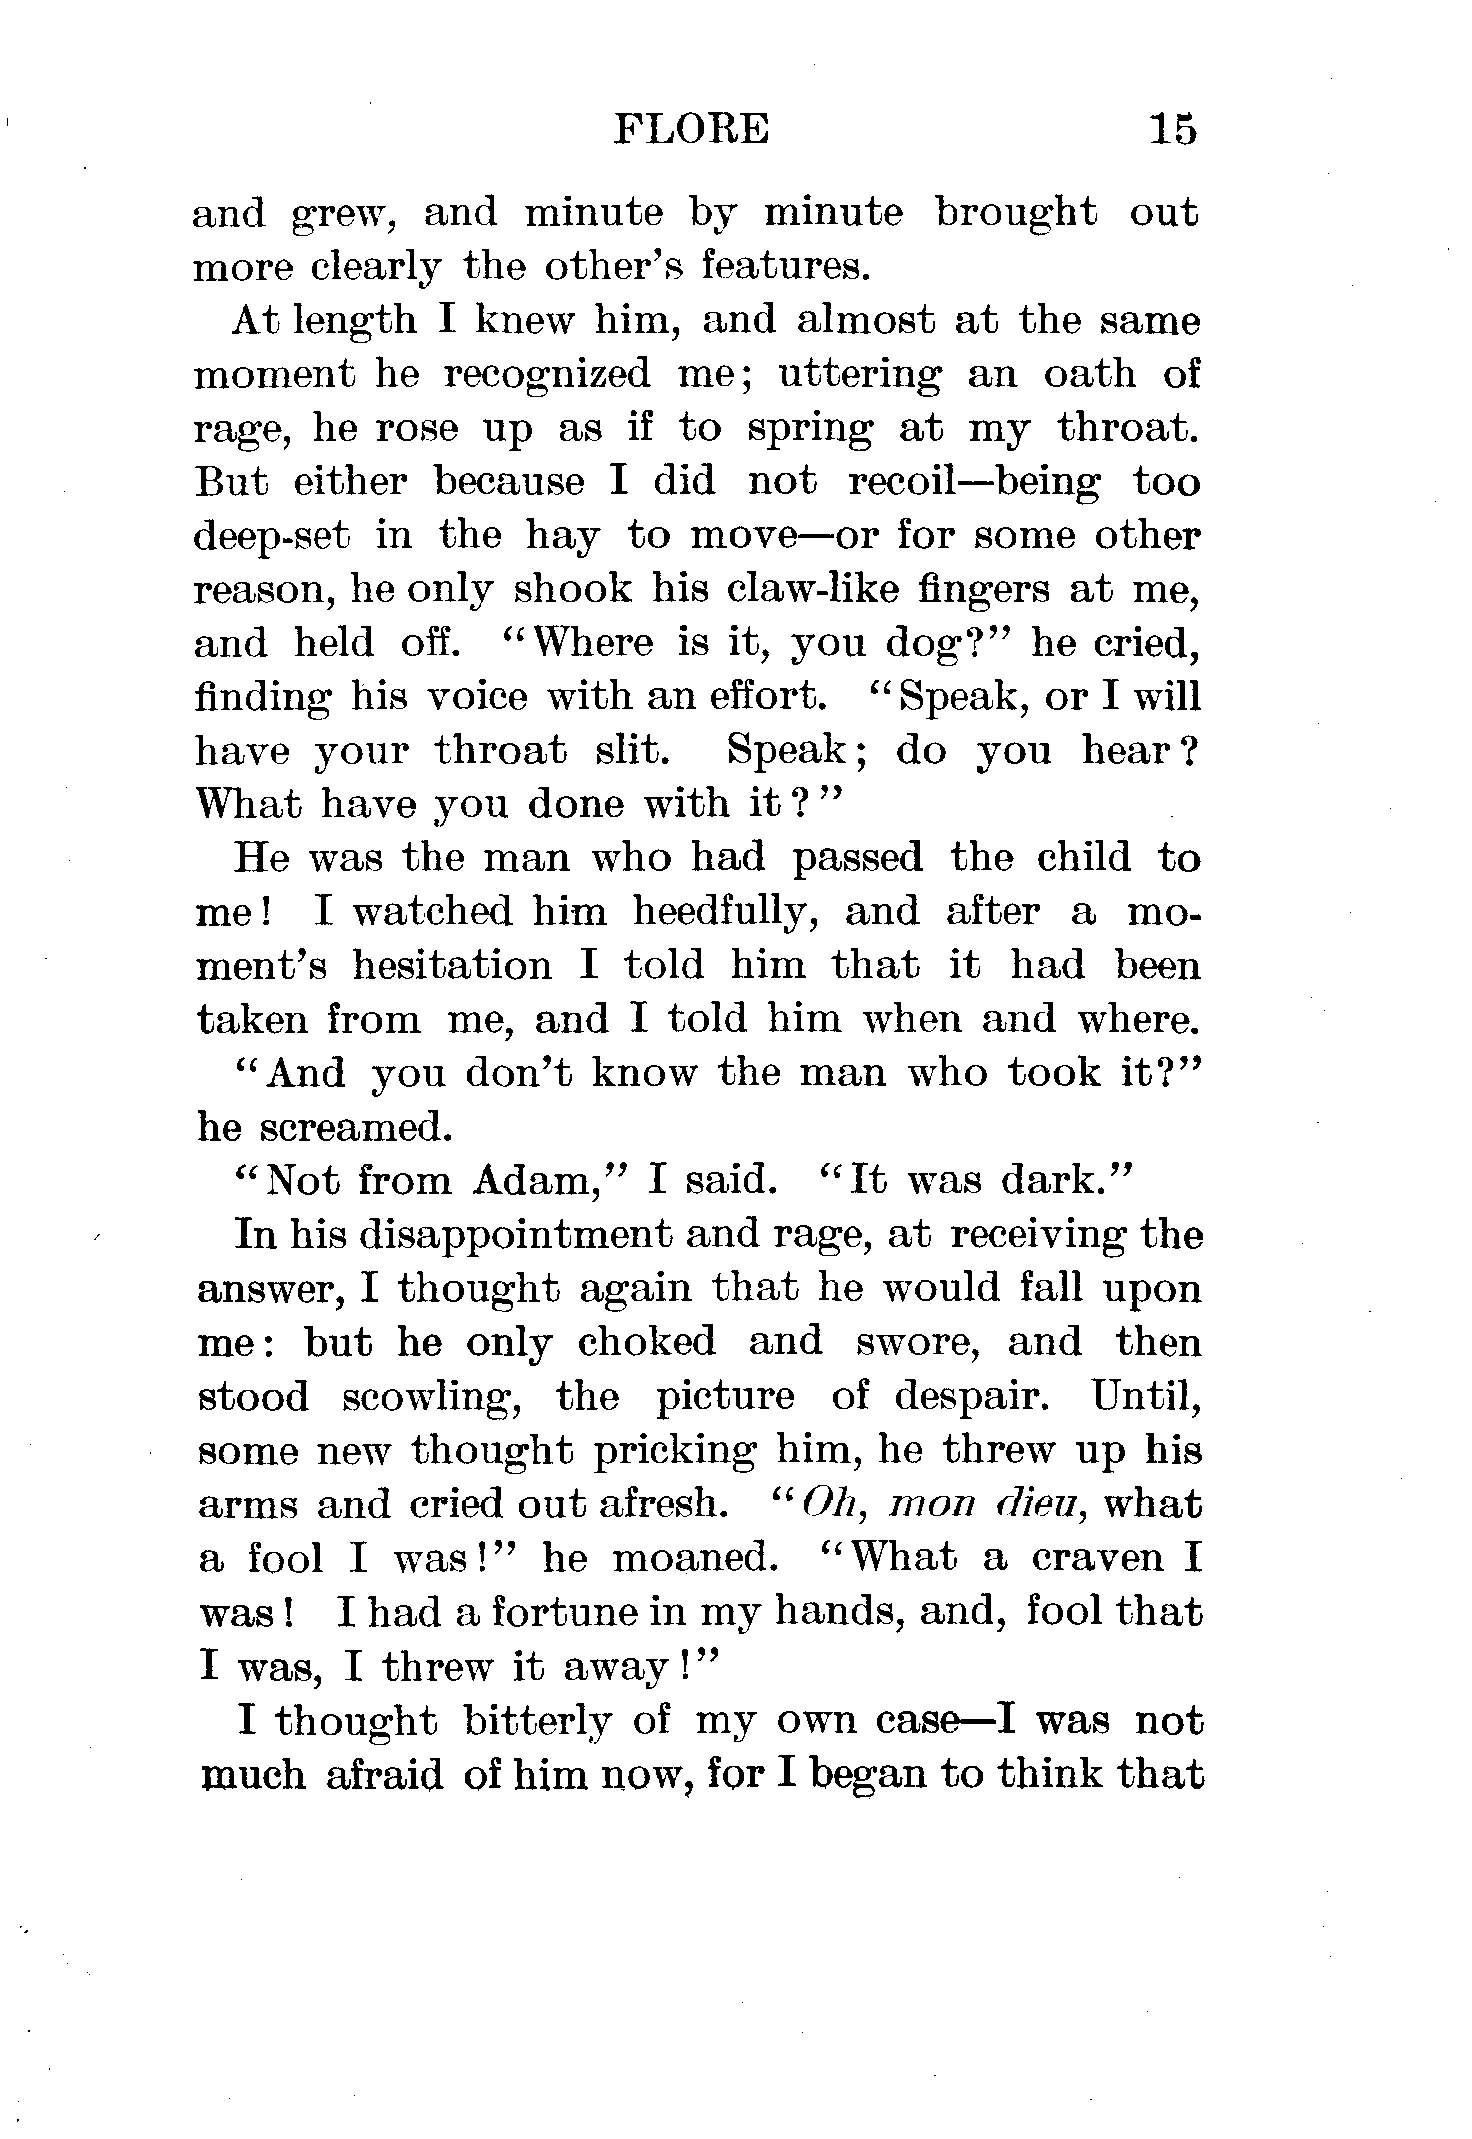 FLORE 15
and grew, and minute by minute brought out
more clearly the other's features.
At length I knew him, and almost at the same
moment he recognized me; uttering an oath of
rage, he rose up as if to spring at my throat.
But either because I did not recoil—being too
deep-set in the hay to move—or for some other
reason, he only shook his claw-like fingers at me,
and held off. "Where is it, you dog?" he cried,
finding his voice with an effort. "Speak, or I will
have your throat slit. Speak; do you hear?
What have you done with it?"
He was the man who had passed the child to
me! I watched him heedfully, and after a mo-
ment's hesitation I told him that it had been
taken from me, and I told him when and where.
"And you don't know the man who took it?"
he screamed.
"Not from Adam," I said. "It was dark."
In his disappointment and rage, at receiving the
answer, I thought again that he would fall upon
me: but he only choked and swore, and then
stood scowling, the picture of despair. Until,
some new thought pricking him, he threw up his
arms and cried out afresh. "Oh, mon dieu, what
a fool I was!" he moaned. "What a craven I
was! I had a fortune in my hands, and, fool that
I was, I threw it away!"
I thought bitterly of my own case—I was not
much afraid of him now, for I began to think that